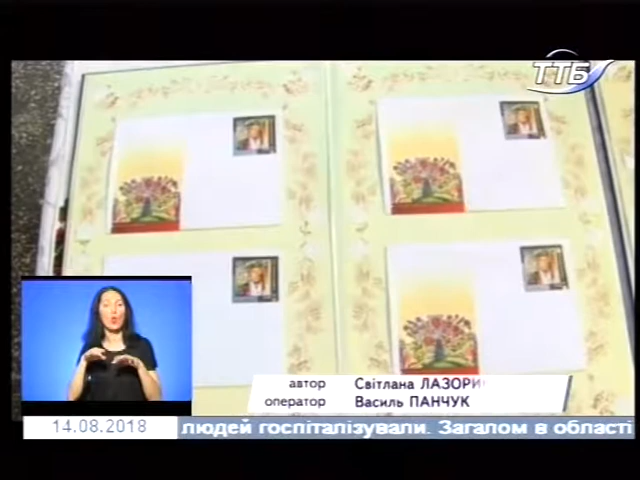 ТТБ
автор Світлана ЛАЗОРИ
оператор Василь ПАНЧУК
14.08.2018 людей госпіталізували. Загалом в області